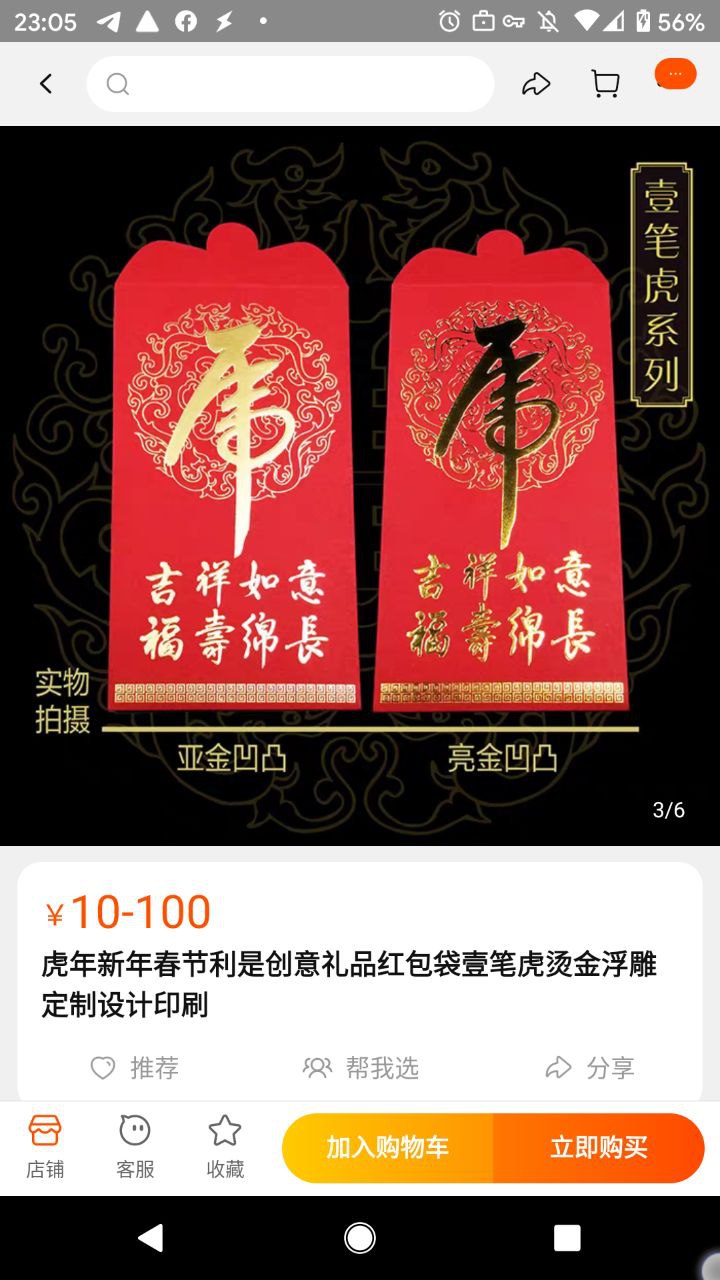 23:05
56%
壹笔虎系列
虎
虎
吉祥如意
福壽綿長
吉祥如意
福壽綿長
实物
拍摄
亚金凹凸
亮金凹凸
3/6
¥10-100
虎年新年春节利是创意礼品红包袋壹笔虎烫金浮雕
定制设计印刷
推荐
帮我选
分享
店铺
客服
收藏
加入购物车
立即购买